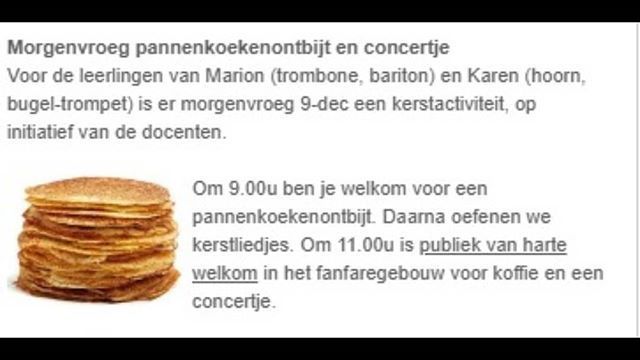 Morgenvroeg pannenkoekenontbijt en concertje
Voor de leerlingen van Marion (trombone, bariton) en Karen (hoorn,
bugel-trompet) is er morgenvroeg 9-dec een kerstactiviteit, op
initiatief van de docenten.
Om 9.00u ben je welkom voor een
pannenkoekenontbijt. Daarna oefenen we
kerstliedjes. Om 11.00u is publiek van harte
welkom in het fanfaregebouw voor koffie en een
concertje.